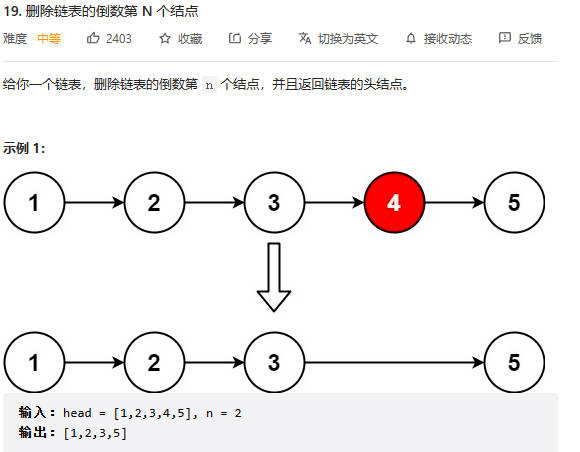 19. 删除链表的倒数第 N 个结点
难度 中等 2403 收藏 分享 切换为英文 接收动态 反馈
给你一个链表，删除链表的倒数第 n 个结点，并且返回链表的头结点。
示例 1：
1 2 3 4 5
1 2 3 5
输入：head = [1,2,3,4,5], n = 2
输出：[1,2,3,5]